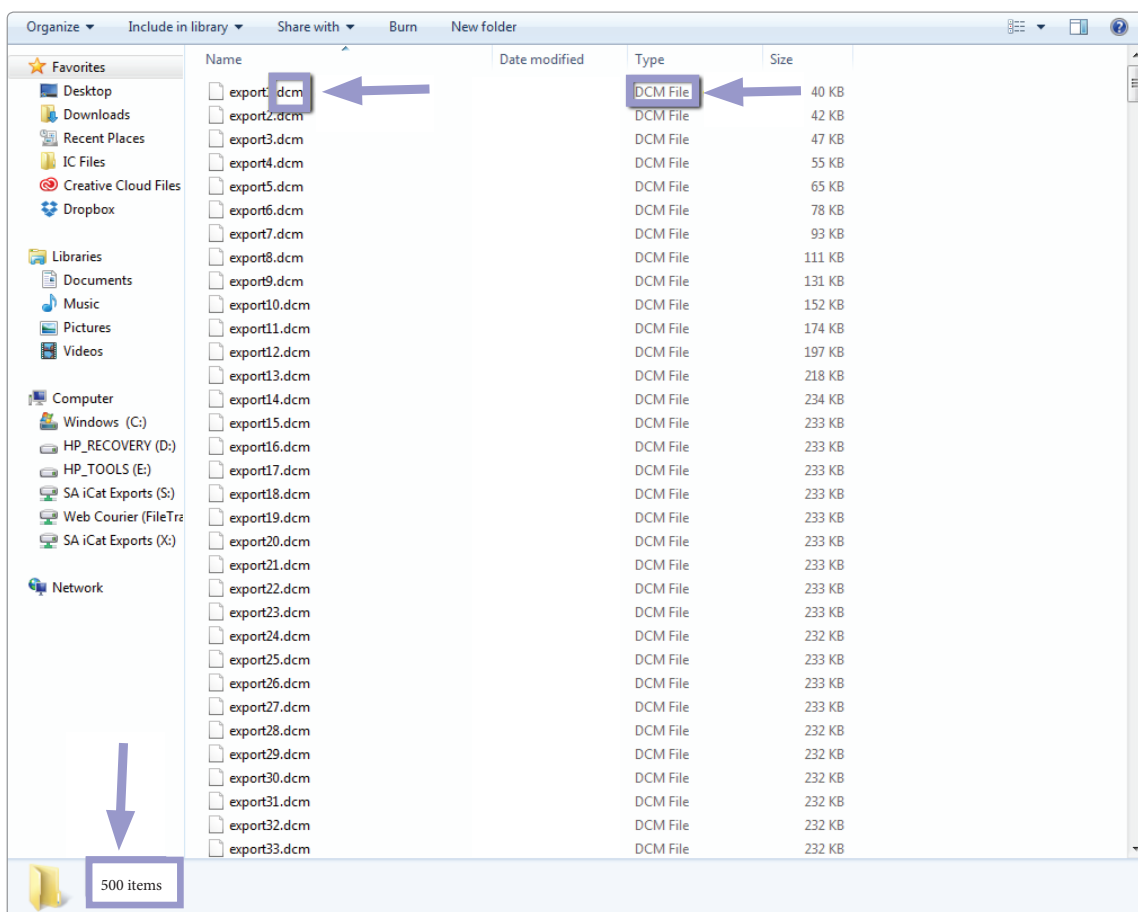 Organize Include in library Share with Burn New folder
Name Date modified Type Size
Favorites
Desktop
Downloads
Recent Places
IC Files
Creative Cloud Files
Dropbox
Libraries
Documents
Music
Pictures
Videos
Computer
Windows (C:)
HP_RECOVERY (D:)
HP_TOOLS (E:)
SA iCat Exports (S:)
Web Courier (FileTra
SA iCat Exports (X:)
Network
export1.dcm DCM File 40 KB
export2.dcm DCM File 42 KB
export3.dcm DCM File 47 KB
export4.dcm DCM File 55 KB
export5.dcm DCM File 65 KB
export6.dcm DCM File 78 KB
export7.dcm DCM File 93 KB
export8.dcm DCM File 111 KB
export9.dcm DCM File 131 KB
export10.dcm DCM File 152 KB
export11.dcm DCM File 174 KB
export12.dcm DCM File 197 KB
export13.dcm DCM File 218 KB
export14.dcm DCM File 234 KB
export15.dcm DCM File 233 KB
export16.dcm DCM File 233 KB
export17.dcm DCM File 233 KB
export18.dcm DCM File 233 KB
export19.dcm DCM File 233 KB
export20.dcm DCM File 233 KB
export21.dcm DCM File 233 KB
export22.dcm DCM File 233 KB
export23.dcm DCM File 233 KB
export24.dcm DCM File 232 KB
export25.dcm DCM File 233 KB
export26.dcm DCM File 233 KB
export27.dcm DCM File 233 KB
export28.dcm DCM File 232 KB
export29.dcm DCM File 232 KB
export30.dcm DCM File 232 KB
export31.dcm DCM File 232 KB
export32.dcm DCM File 232 KB
export33.dcm DCM File 232 KB
500 items